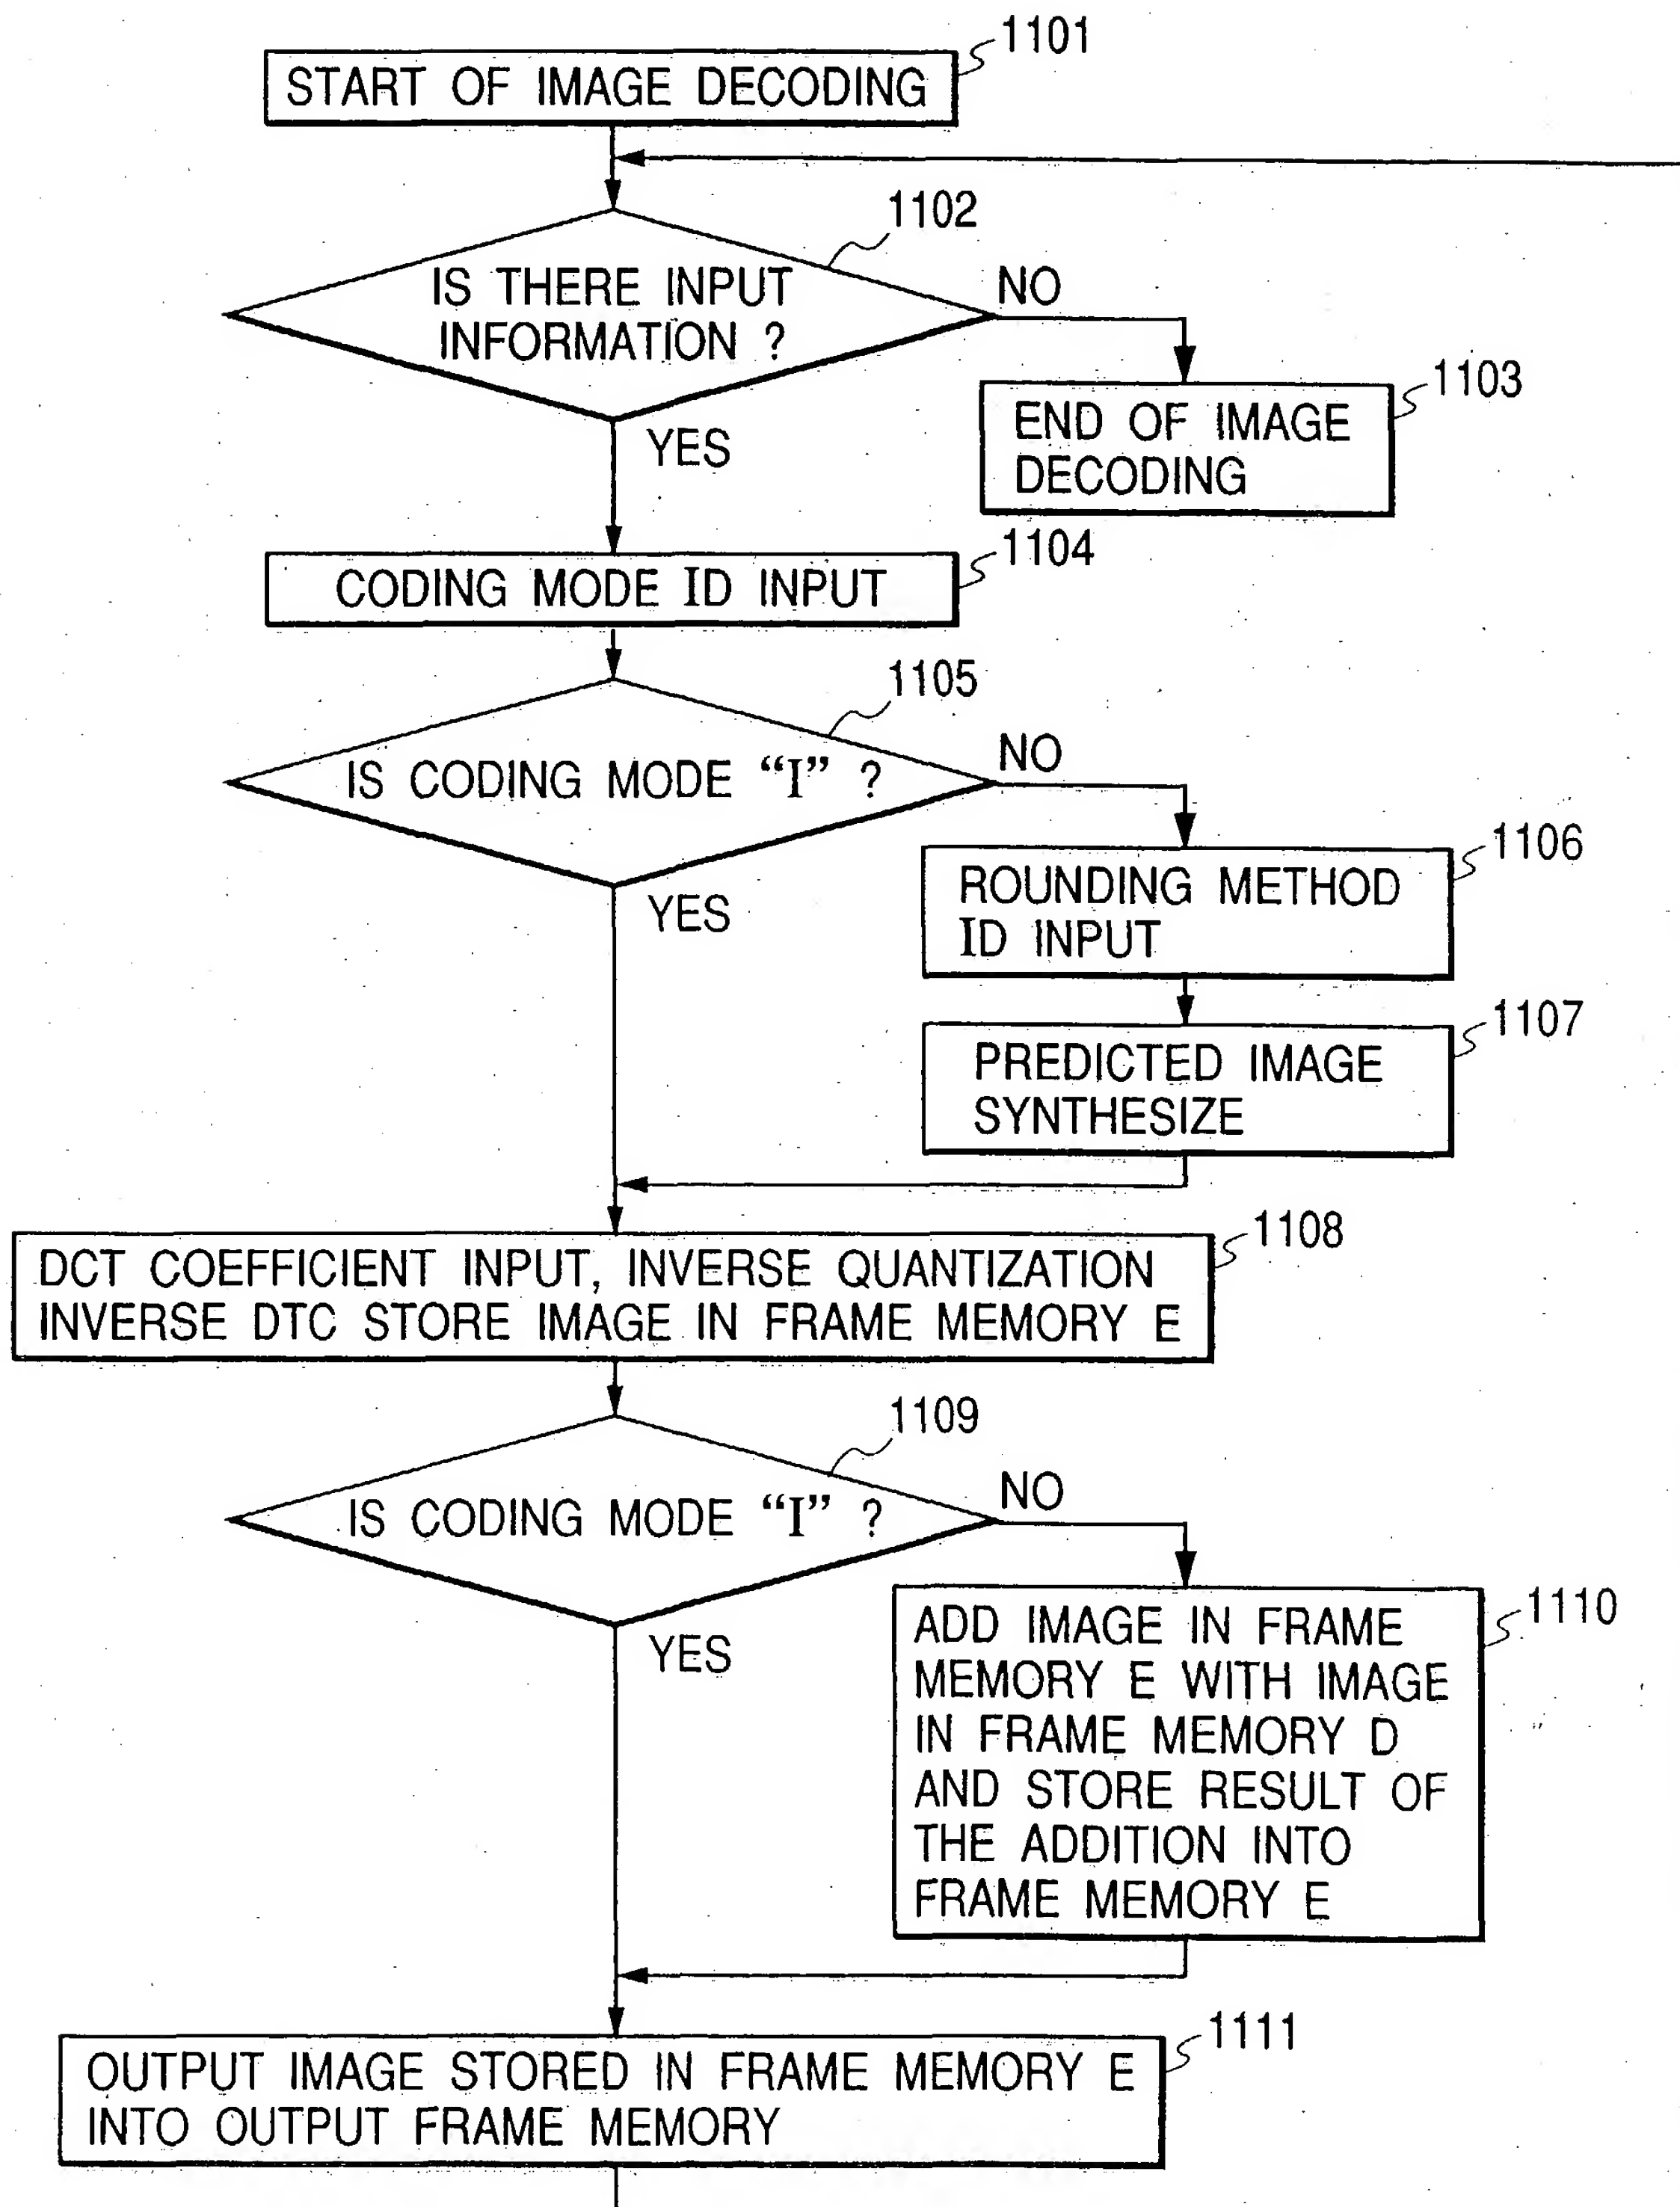 1101
START OF IMAGE DECODING
1102
IS THERE INPUT
INFORMATION ?
NO
YES
1103
END OF IMAGE
DECODING
1104
CODING MODE ID INPUT
1105
IS CODING MODE “I” ?
NO
YES
1106
ROUNDING METHOD
ID INPUT
1107
PREDICTED IMAGE
SYNTHESIZE
1108
DCT COEFFICIENT INPUT, INVERSE QUANTIZATION
INVERSE DTC STORE IMAGE IN FRAME MEMORY E
1109
IS CODING MODE “I” ?
NO
YES
1110
ADD IMAGE IN FRAME
MEMORY E WITH IMAGE
IN FRAME MEMORY D
AND STORE RESULT OF
THE ADDITION INTO
FRAME MEMORY E
1111
OUTPUT IMAGE STORED IN FRAME MEMORY E
INTO OUTPUT FRAME MEMORY